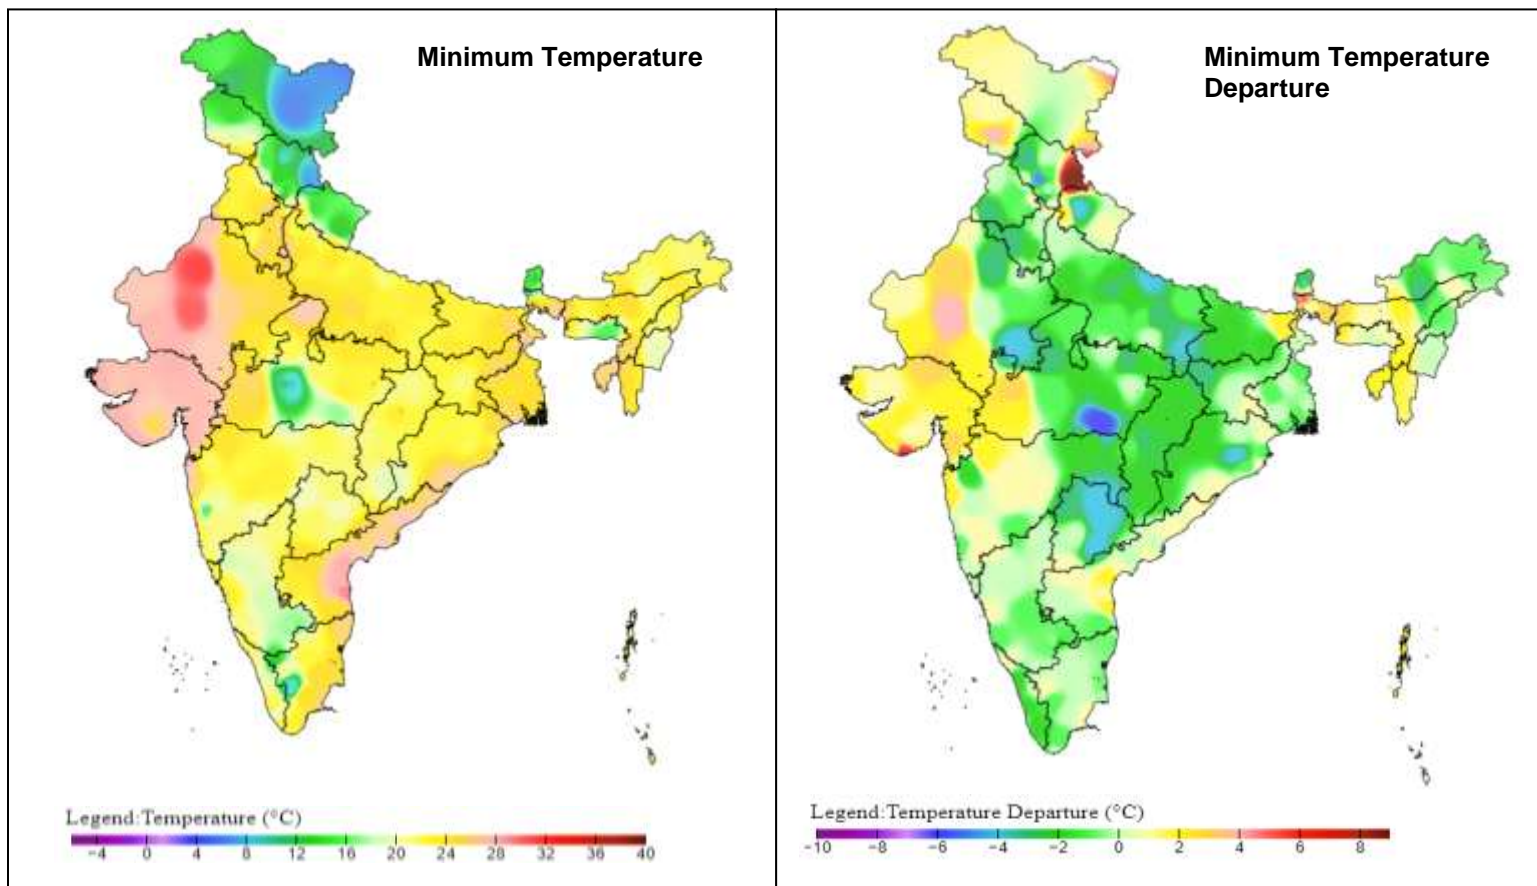 Minimum Temperature
Legend:Temperature (°C)
−4 0 4 8 12 16 20 24 28 32 36 40
Minimum Temperature
Departure
Legend:Temperature Departure (°C)
−10 −8 −6 −4 −2 0 2 4 6 8